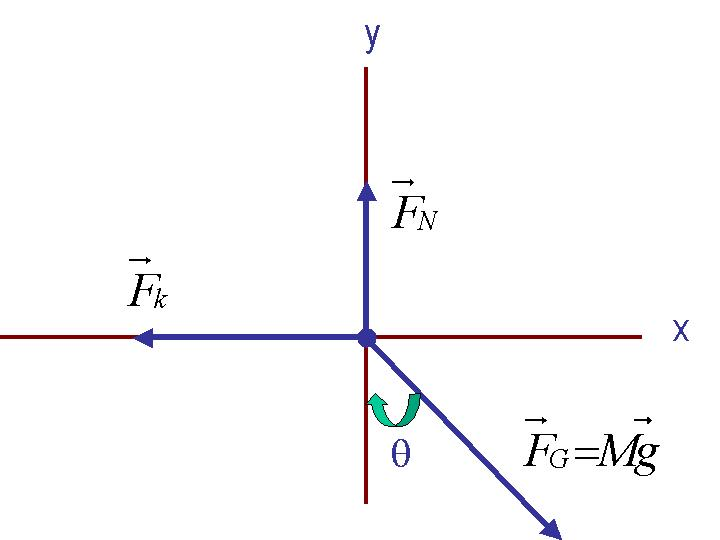 y
→
F_N
→
F_k
x
θ
→ →
F_G=Mg